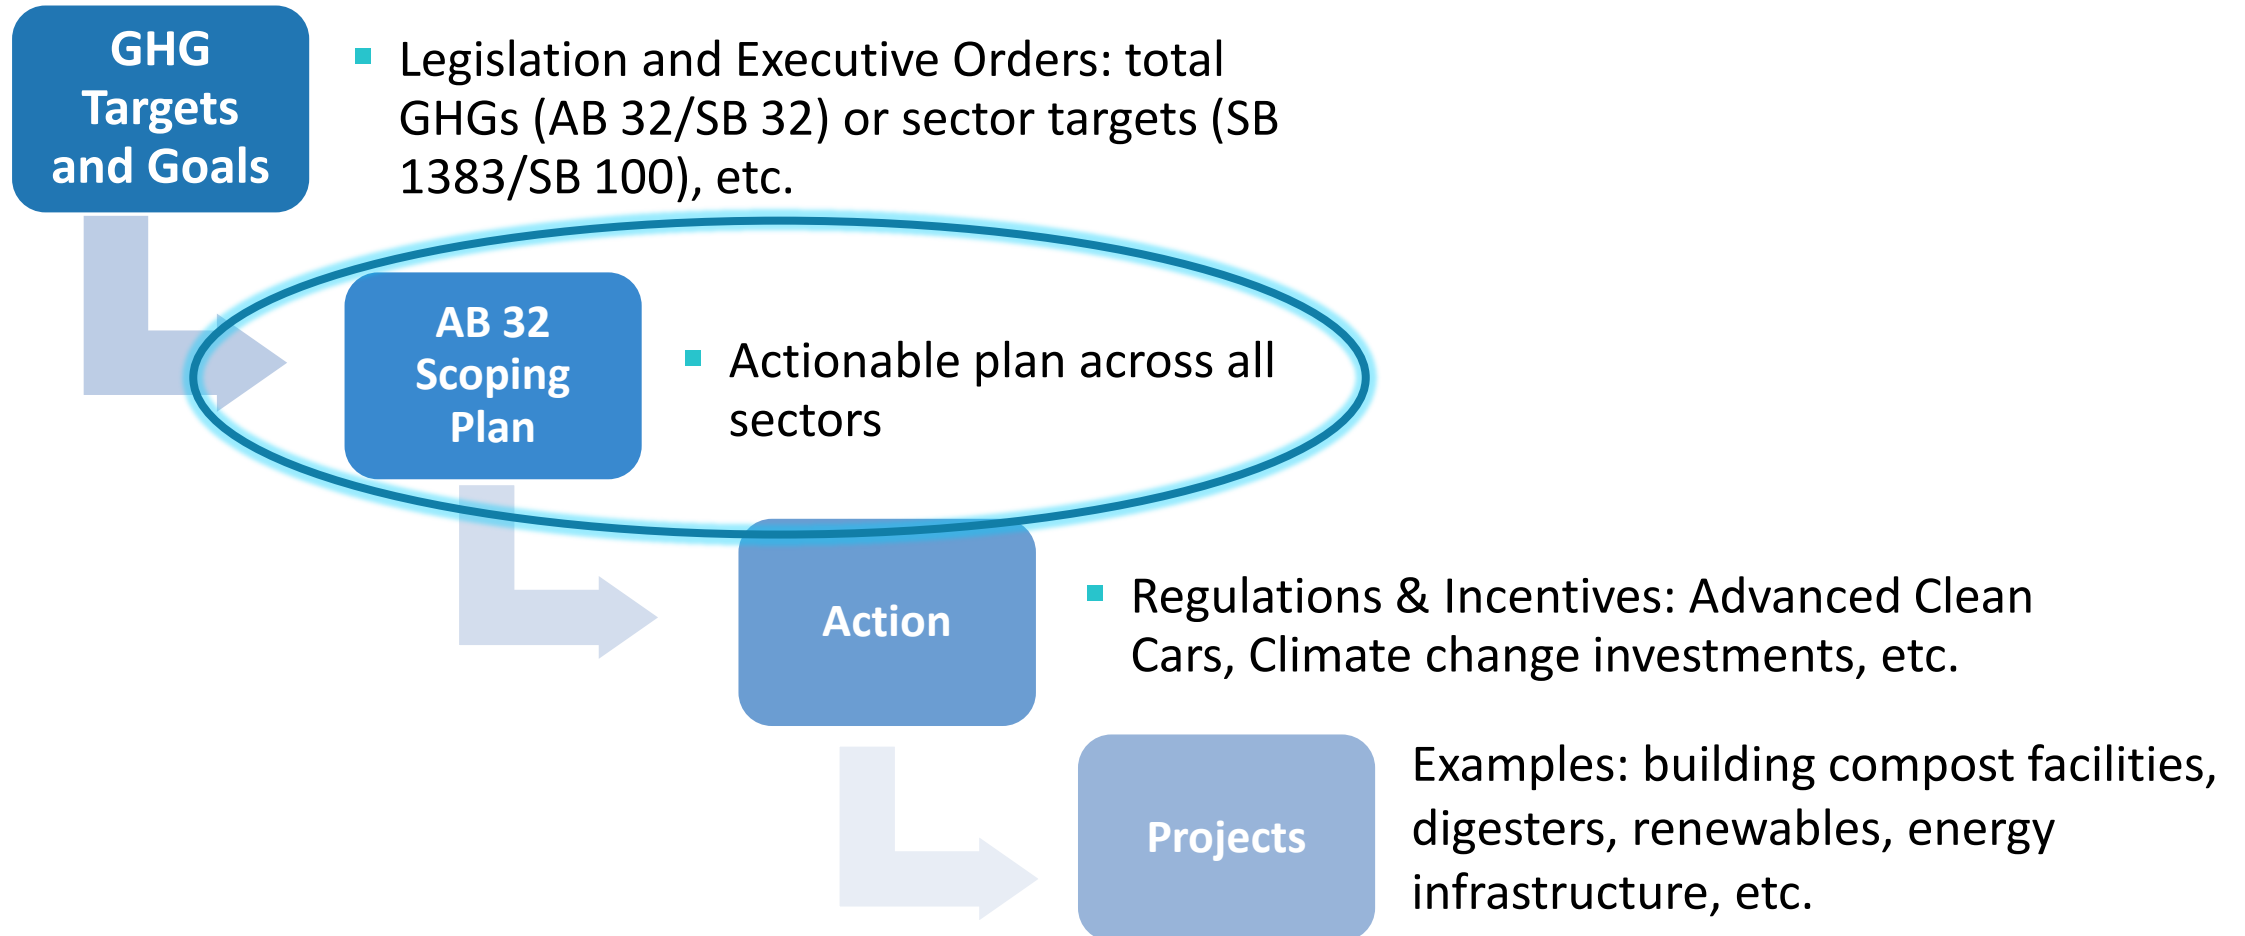 GHG
Targets
and Goals
Legislation and Executive Orders: total
GHGs (AB 32/SB 32) or sector targets (SB
1383/SB 100), etc.
AB 32
Scoping
Plan
Actionable plan across all
sectors
Action
Regulations & Incentives: Advanced Clean
Cars, Climate change investments, etc.
Projects
Examples: building compost facilities,
digesters, renewables, energy
infrastructure, etc.